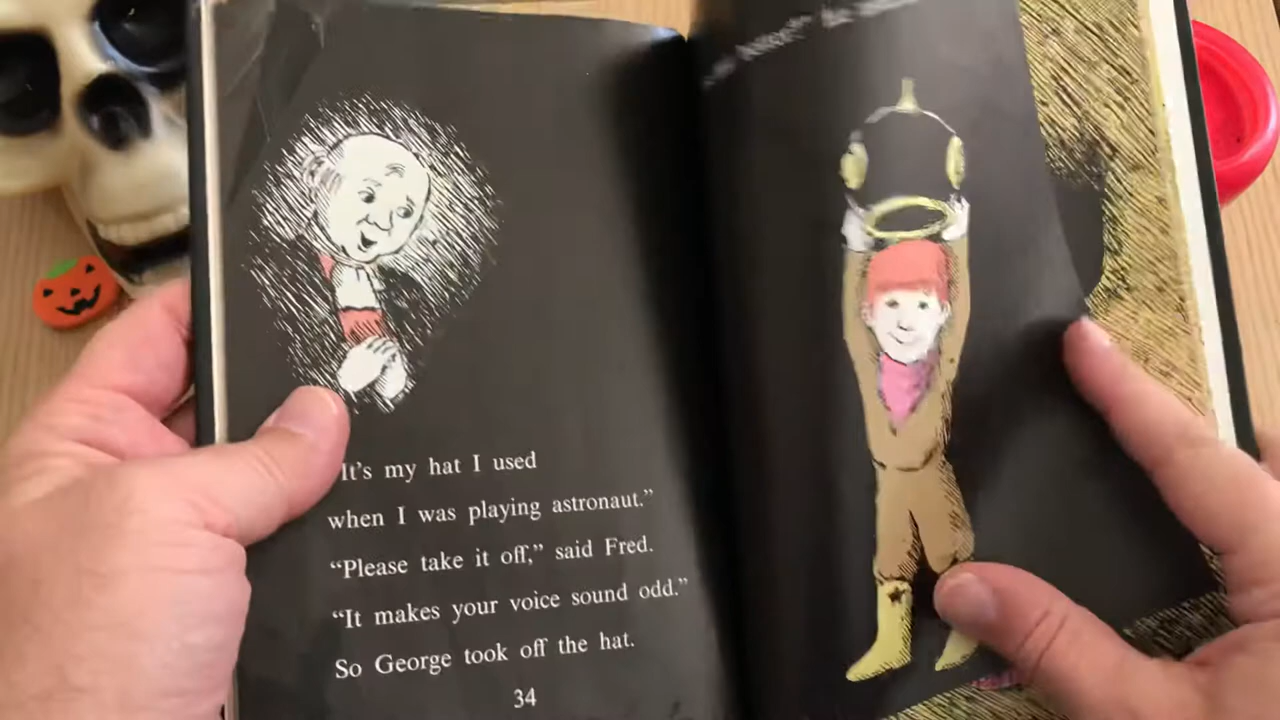 It's my hat I used
when I was playing astronaut.”
“Please take it off,” said Fred.
“It makes your voice sound odd.”
So George took off the hat.
34